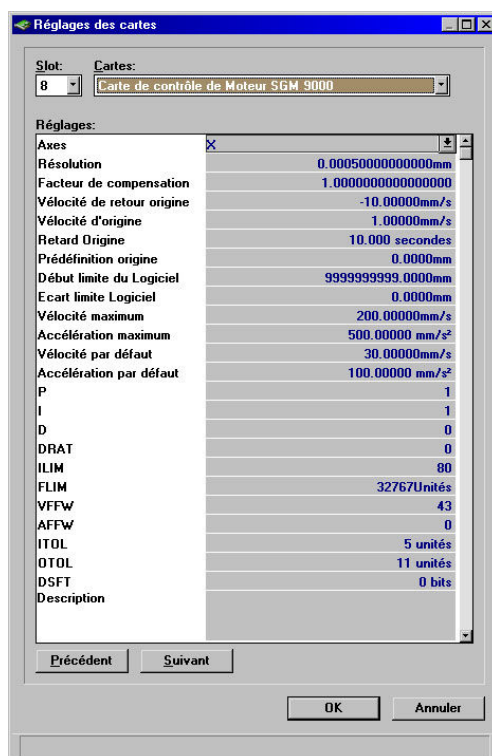 Réglages des cartes
Slot: Cartes:
8 Carte de contrôle de Moteur SGM 9000
Réglages:
Axes X
Résolution 0.00050000000000mm
Facteur de compensation 1.0000000000000000
Vélocité de retour origine -10.00000mm/s
Vélocité d'origine 1.00000mm/s
Retard Origine 10.000 secondes
Prédéfinition origine 0.0000mm
Début limite du Logiciel 9999999999.0000mm
Ecart limite Logiciel 0.0000mm
Vélocité maximum 200.00000mm/s
Accélération maximum 500.00000 mm/s²
Vélocité par défaut 30.00000mm/s
Accélération par défaut 100.00000 mm/s²
P 1
I 1
D 0
DRAT 0
ILIM 80
FLIM 32767Unités
VFFW 43
AFFW 0
ITOL 5 unités
OTOL 11 unités
DSFT 0 bits
Description
Précédent Suivant
OK Annuler